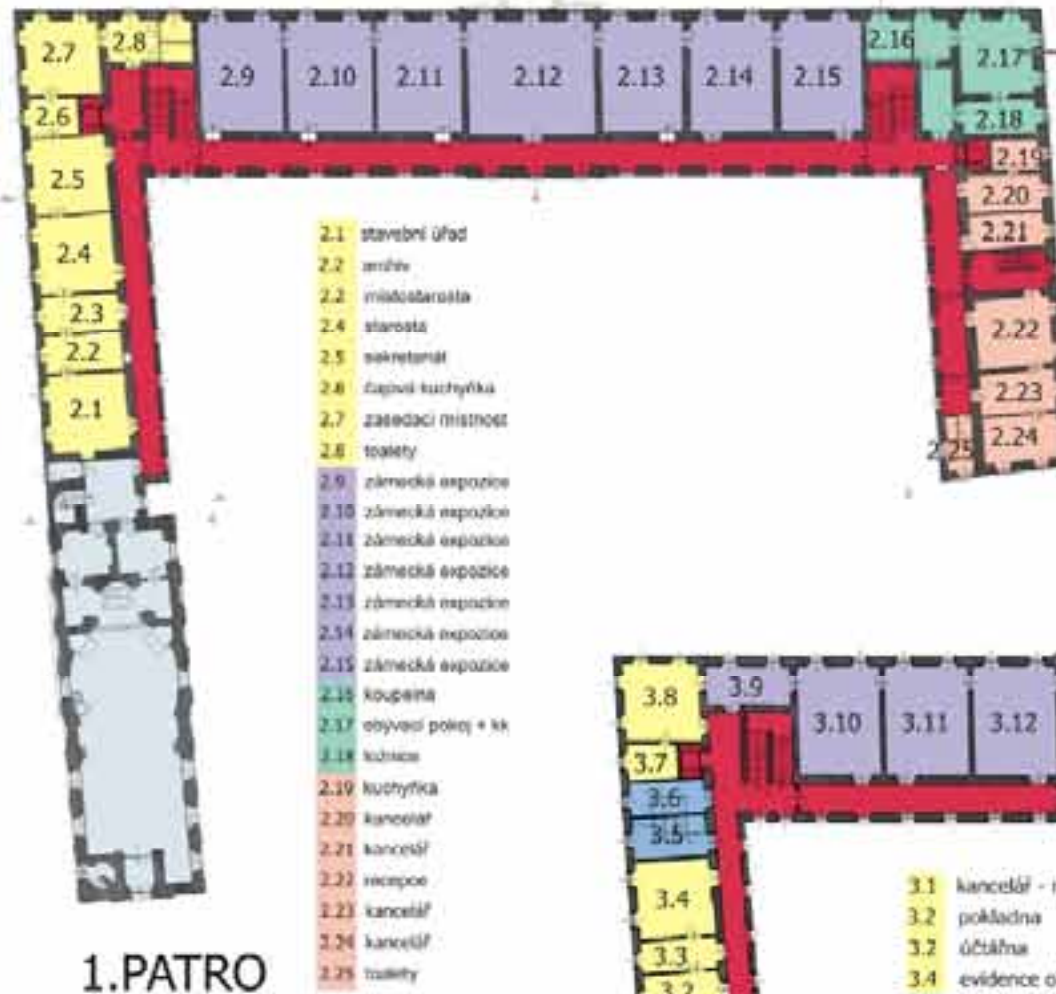 2.7
2.8
2.9
2.10
2.11
2.12
2.13
2.14
2.15
2.16
2.17
2.6
2.18
2.5
2.19
2.20
2.4
2.21
2.3
2.22
2.2
2.23
2.1
2.24
2.25
2.1 stavební úřad
2.2 archiv
2.2 místostarosta
2.4 starosta
2.5 sekretariát
2.6 čajová kuchyňka
2.7 zasedací místnost
2.8 toalety
2.9 zámecká expozice
2.10 zámecká expozice
2.11 zámecká expozice
2.12 zámecká expozice
2.13 zámecká expozice
2.14 zámecká expozice
2.15 zámecká expozice
2.16 koupelna
2.17 obývací pokoj + kk
2.18 ložnice
2.19 kuchyňka
2.20 kancelář
2.21 kancelář
2.22 recepce
2.23 kancelář
2.24 kancelář
2.25 toalety
1.PATRO
3.8
3.9
3.10
3.11
3.12
3.7
3.6
3.5
3.4
3.3
3.2
3.1 kancelář -
3.2 pokladna
3.2 účtárna
3.4 evidence o